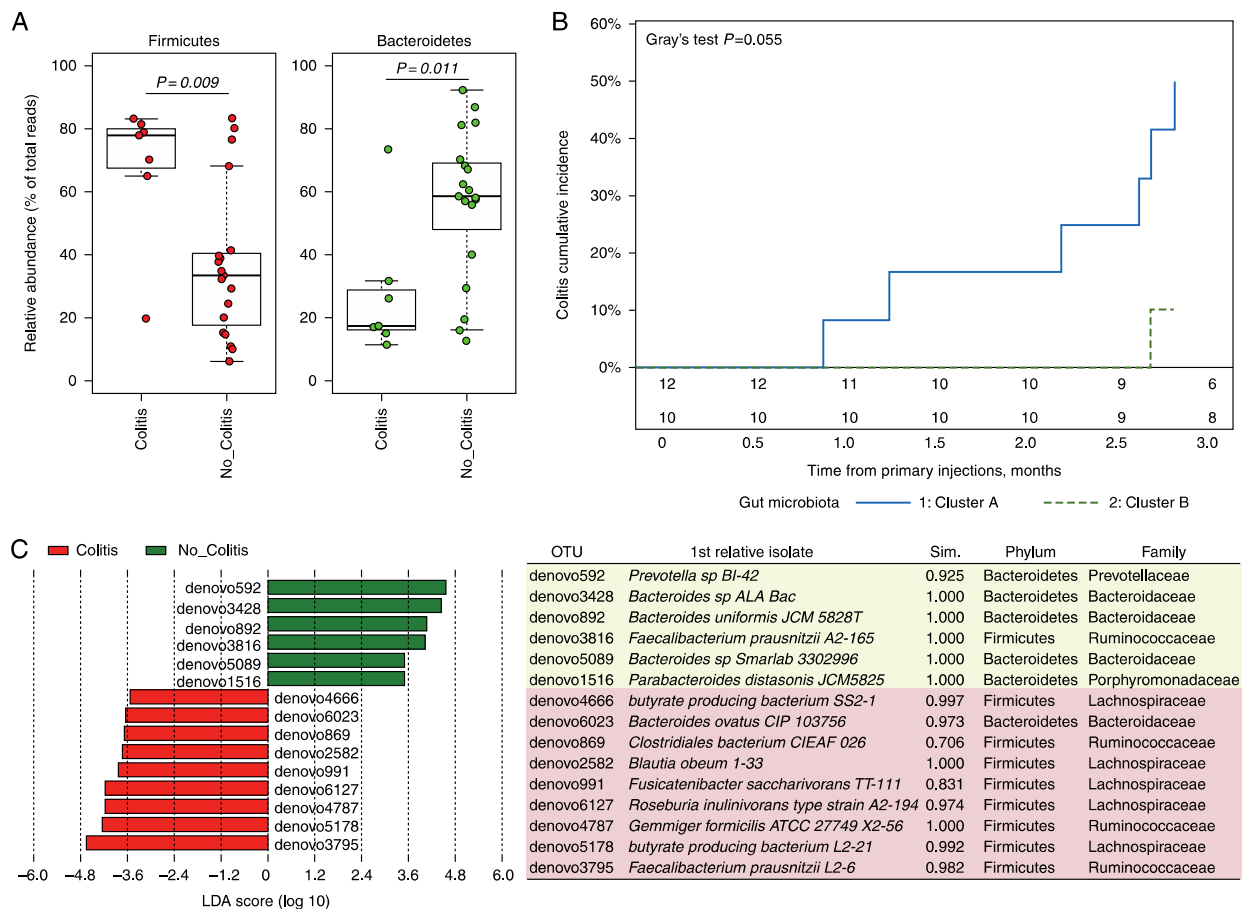 A
Firmicutes
Bacteroidetes
Relative abundance (% of total reads)
100
80
60
40
20
0
P = 0.009
Colitis
No_Colitis
100
80
60
40
20
0
P = 0.011
Colitis
No_Colitis
B
Gray's test P=0.055
Colitis cumulative incidence
60%
50%
40%
30%
20%
10%
0%
12 12 11 10 10 9 6
10 10 10 10 10 9 8
0 0.5 1.0 1.5 2.0 2.5 3.0
Time from primary injections, months
Gut microbiota 1: Cluster A 2: Cluster B
C
Colitis No_Colitis
denovo592
denovo3428
denovo892
denovo3816
denovo5089
denovo1516
denovo4666
denovo6023
denovo869
denovo2582
denovo991
denovo6127
denovo4787
denovo5178
denovo3795
−6.0 −4.8 −3.6 −2.4 −1.2 0 1.2 2.4 3.6 4.8 6.0
LDA score (log 10)
OTU 1st relative isolate Sim. Phylum Family
denovo592 Prevotella sp BI-42 0.925 Bacteroidetes Prevotellaceae
denovo3428 Bacteroides sp ALA Bac 1.000 Bacteroidetes Bacteroidaceae
denovo892 Bacteroides uniformis JCM 5828T 1.000 Bacteroidetes Bacteroidaceae
denovo3816 Faecalibacterium prausnitzii A2-165 1.000 Firmicutes Ruminococcaceae
denovo5089 Bacteroides sp Smarlab 3302996 1.000 Bacteroidetes Bacteroidaceae
denovo1516 Parabacteroides distasonis JCM5825 1.000 Bacteroidetes Porphyromonadaceae
denovo4666 butyrate producing bacterium SS2-1 0.997 Firmicutes Lachnospiraceae
denovo6023 Bacteroides ovatus CIP 103756 0.973 Bacteroidetes Bacteroidaceae
denovo869 Clostridiales bacterium CIEAF 026 0.706 Firmicutes Ruminococcaceae
denovo2582 Blautia obeum 1-33 1.000 Firmicutes Lachnospiraceae
denovo991 Fusicatenibacter saccharivorans TT-111 0.831 Firmicutes Lachnospiraceae
denovo6127 Roseburia inulinivorans type strain A2-194 0.974 Firmicutes Lachnospiraceae
denovo4787 Gemmiger formicilis ATCC 27749 X2-56 1.000 Firmicutes Ruminococcaceae
denovo5178 butyrate producing bacterium L2-21 0.992 Firmicutes Lachnospiraceae
denovo3795 Faecalibacterium prausnitzii L2-6 0.982 Firmicutes Ruminococcaceae